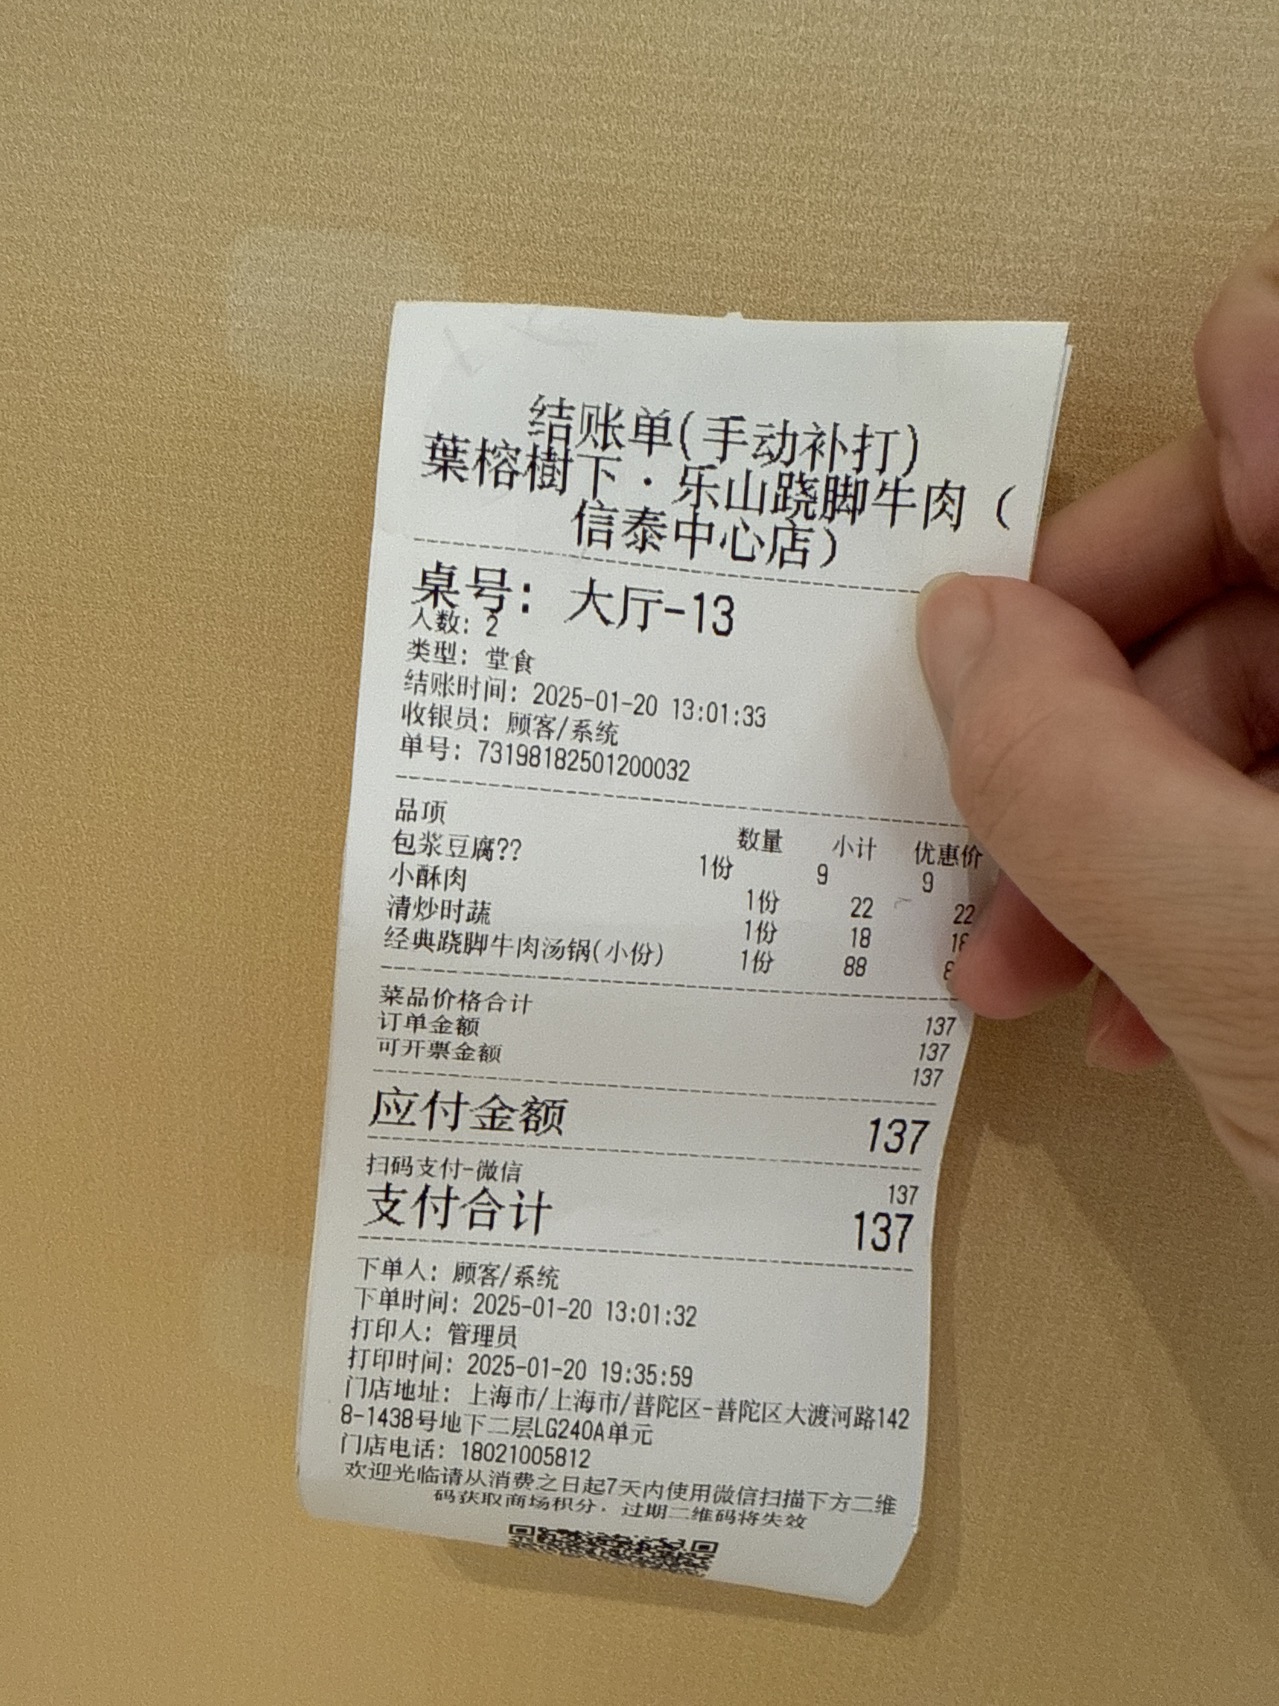 结账单(手动补打)
葉榕樹下·乐山跷脚牛肉（
信泰中心店）
桌号: 大厅-13
人数: 2
类型: 堂食
结账时间: 2025-01-20 13:01:33
收银员: 顾客/系统
单号: 73198182501200032
品项 数量 小计 优惠价
包浆豆腐?? 1份 9 9
小酥肉 1份 22 22
清炒时蔬 1份 18
经典跷脚牛肉汤锅(小份) 1份 88
菜品价格合计 137
订单金额 137
可开票金额 137
应付金额 137
扫码支付-微信 137
支付合计 137
下单人: 顾客/系统
下单时间: 2025-01-20 13:01:32
打印人: 管理员
打印时间: 2025-01-20 19:35:59
门店地址: 上海市/上海市/普陀区-普陀区大渡河路142
8-1438号地下二层LG240A单元
门店电话: 18021005812
欢迎光临请从消费之日起7天内使用微信扫描下方二维
码获取商场积分，过期二维码将失效